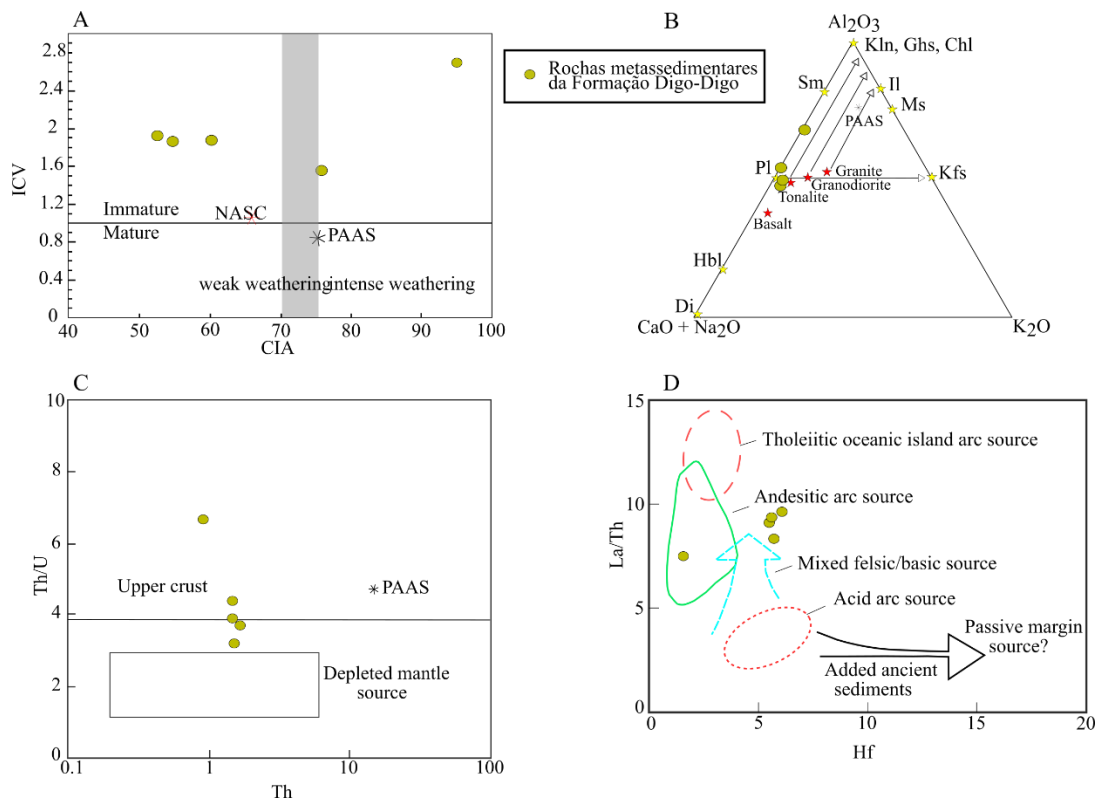 A
2.8
2.4
2.0
1.6
1.2
0.8
0.4
0
ICV
Immature
Mature
NASC
PAAS
weak weathering
intense weathering
40
50
60
70
80
90
100
CIA
Rochas metassedimentares
da Formação Digo-Digo
B
Al2O3
Kln, Ghs, Chl
Sm
Il
Ms
PAAS
Pl
Kfs
Granite
Granodiorite
Tonalite
Basalt
Hbl
Di
CaO + Na2O
K2O
C
10
8
6
4
2
0
Th/U
Upper crust
PAAS
Depleted mantle
source
0.1
1
10
100
Th
D
15
10
5
0
La/Th
Tholeiitic oceanic island arc source
Andesitic arc source
Mixed felsic/basic source
Acid arc source
Passive margin
source?
Added ancient
sediments
0
5
10
15
20
Hf